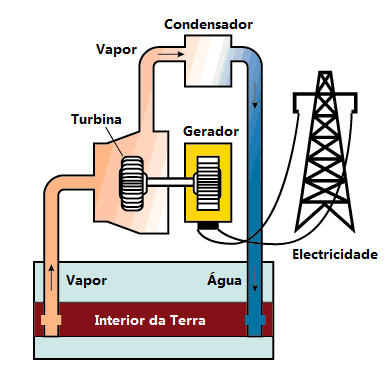 Condensador
Vapor
Turbina
Gerador
Electricidade
Vapor
Água
Interior da Terra